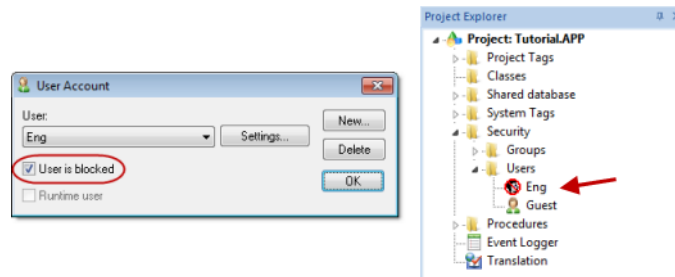 User Account
User:
Eng
Settings...
New...
Delete
User is blocked
OK
Runtime user
Project Explorer
Project: Tutorial.APP
Project Tags
Classes
Shared database
System Tags
Security
Groups
Users
Eng
Guest
Procedures
Event Logger
Translation